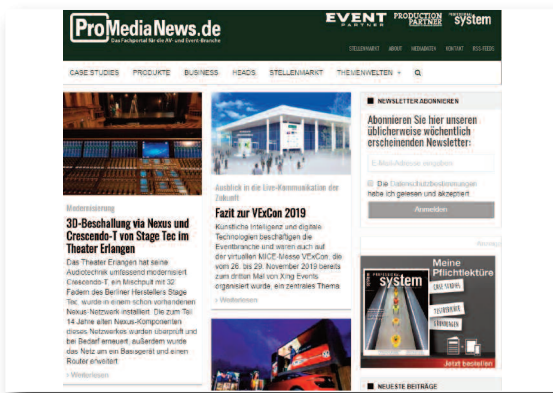 ProMediaNews.de
Das Fachportal für die AV- und Event-Branche
EVENT PARTNER
PRODUCTION PARTNER
system
STELLENMARKT ABOUT MEDIADATEN KONTAKT RSS-FEEDS
CASE STUDIES PRODUKTE BUSINESS HEADS STELLENMARKT THEMENWELTEN
Modernisierung
3D-Beschallung via Nexus und
Crescendo-T von Stage Tec im
Theater Erlangen
Das Theater Erlangen hat seine
Audiotechnik umfassend modernisiert
Crescendo-T, ein Mischpult mit 32
Fadern des Berliner Herstellers Stage
Tec, wurde in einem schon vorhandenen
Nexus-Netzwerk installiert. Die zum Teil
14 Jahre alten Nexus-Komponenten
dieses Netzwerkes wurden überprüft und
bei Bedarf erneuert, außerdem wurde
das Netz um ein Basisgerät und einen
Router erweitert
› Weiterlesen
Ausblick in die Live-Kommunikation der
Zukunft
Fazit zur VExCon 2019
Künstliche Intelligenz und digitale
Technologien beschäftigen die
Eventbranche und waren auch auf
der virtuellen MICE-Messe VExCon, die
vom 26. bis 29. November 2019 bereits
zum dritten Mal von Xing Events
organisiert wurde, ein zentrales Thema
› Weiterlesen
NEWSLETTER ABONNIEREN
Abonnieren Sie hier unseren
üblicherweise wöchentlich
erscheinenden Newsletter:
E-Mail-Adresse eingeben
Die Datenschutzbestimmungen
habe ich gelesen und akzeptiert
Anmelden
Anzeige
Meine
Pflichtlektüre
system
CASE STUDIES
TESTBERICHTE
LÖSUNGEN
Jetzt bestellen
NEUESTE BEITRÄGE